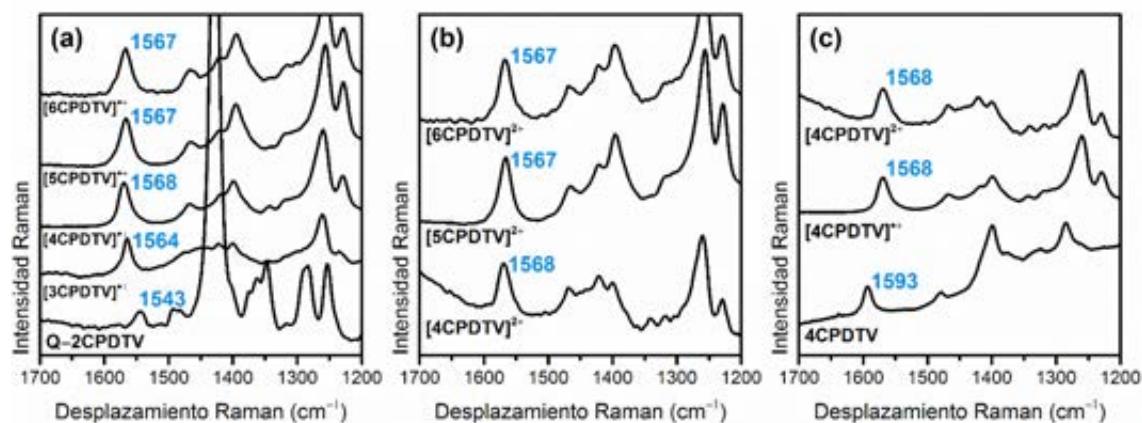 (a)
1567
[6CPDTV]•+
1567
[5CPDTV]•+
1568
[4CPDTV]•+
1564
[3CPDTV]•+
1543
Q–2CPDTV
Intensidad Raman
1700 1600 1500 1400 1300 1200
Desplazamiento Raman (cm⁻¹)
(b)
1567
[6CPDTV]²⁺
1567
[5CPDTV]²⁺
1568
[4CPDTV]²⁺
Intensidad Raman
1700 1600 1500 1400 1300 1200
Desplazamiento Raman (cm⁻¹)
(c)
1568
[4CPDTV]²⁺
1568
[4CPDTV]•+
1593
4CPDTV
Intensidad Raman
1700 1600 1500 1400 1300 1200
Desplazamiento Raman (cm⁻¹)